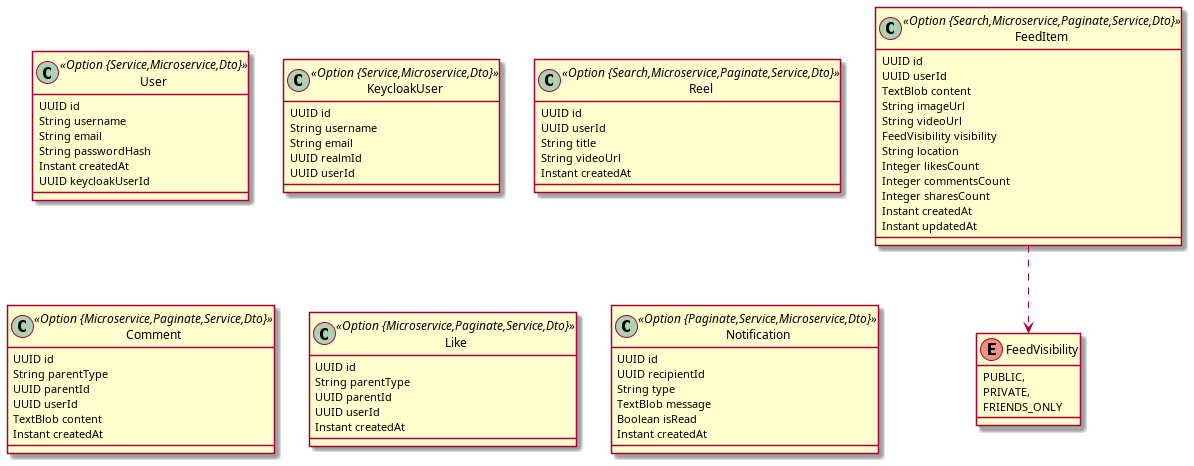 C
«Option {Service,Microservice,Dto}»
User
UUID id
String username
String email
String passwordHash
Instant createdAt
UUID keycloakUserId
C
«Option {Service,Microservice,Dto}»
KeycloakUser
UUID id
String username
String email
UUID realmId
UUID userId
C
«Option {Search,Microservice,Paginate,Service,Dto}»
Reel
UUID id
UUID userId
String title
String videoUrl
Instant createdAt
C
«Option {Search,Microservice,Paginate,Service,Dto}»
FeedItem
UUID id
UUID userId
TextBlob content
String imageUrl
String videoUrl
FeedVisibility visibility
String location
Integer likesCount
Integer commentsCount
Integer sharesCount
Instant createdAt
Instant updatedAt
C
«Option {Microservice,Paginate,Service,Dto}»
Comment
UUID id
String parentType
UUID parentId
UUID userId
TextBlob content
Instant createdAt
C
«Option {Microservice,Paginate,Service,Dto}»
Like
UUID id
String parentType
UUID parentId
UUID userId
Instant createdAt
C
«Option {Paginate,Service,Microservice,Dto}»
Notification
UUID id
UUID recipientId
String type
TextBlob message
Boolean isRead
Instant createdAt
E FeedVisibility
PUBLIC,
PRIVATE,
FRIENDS_ONLY